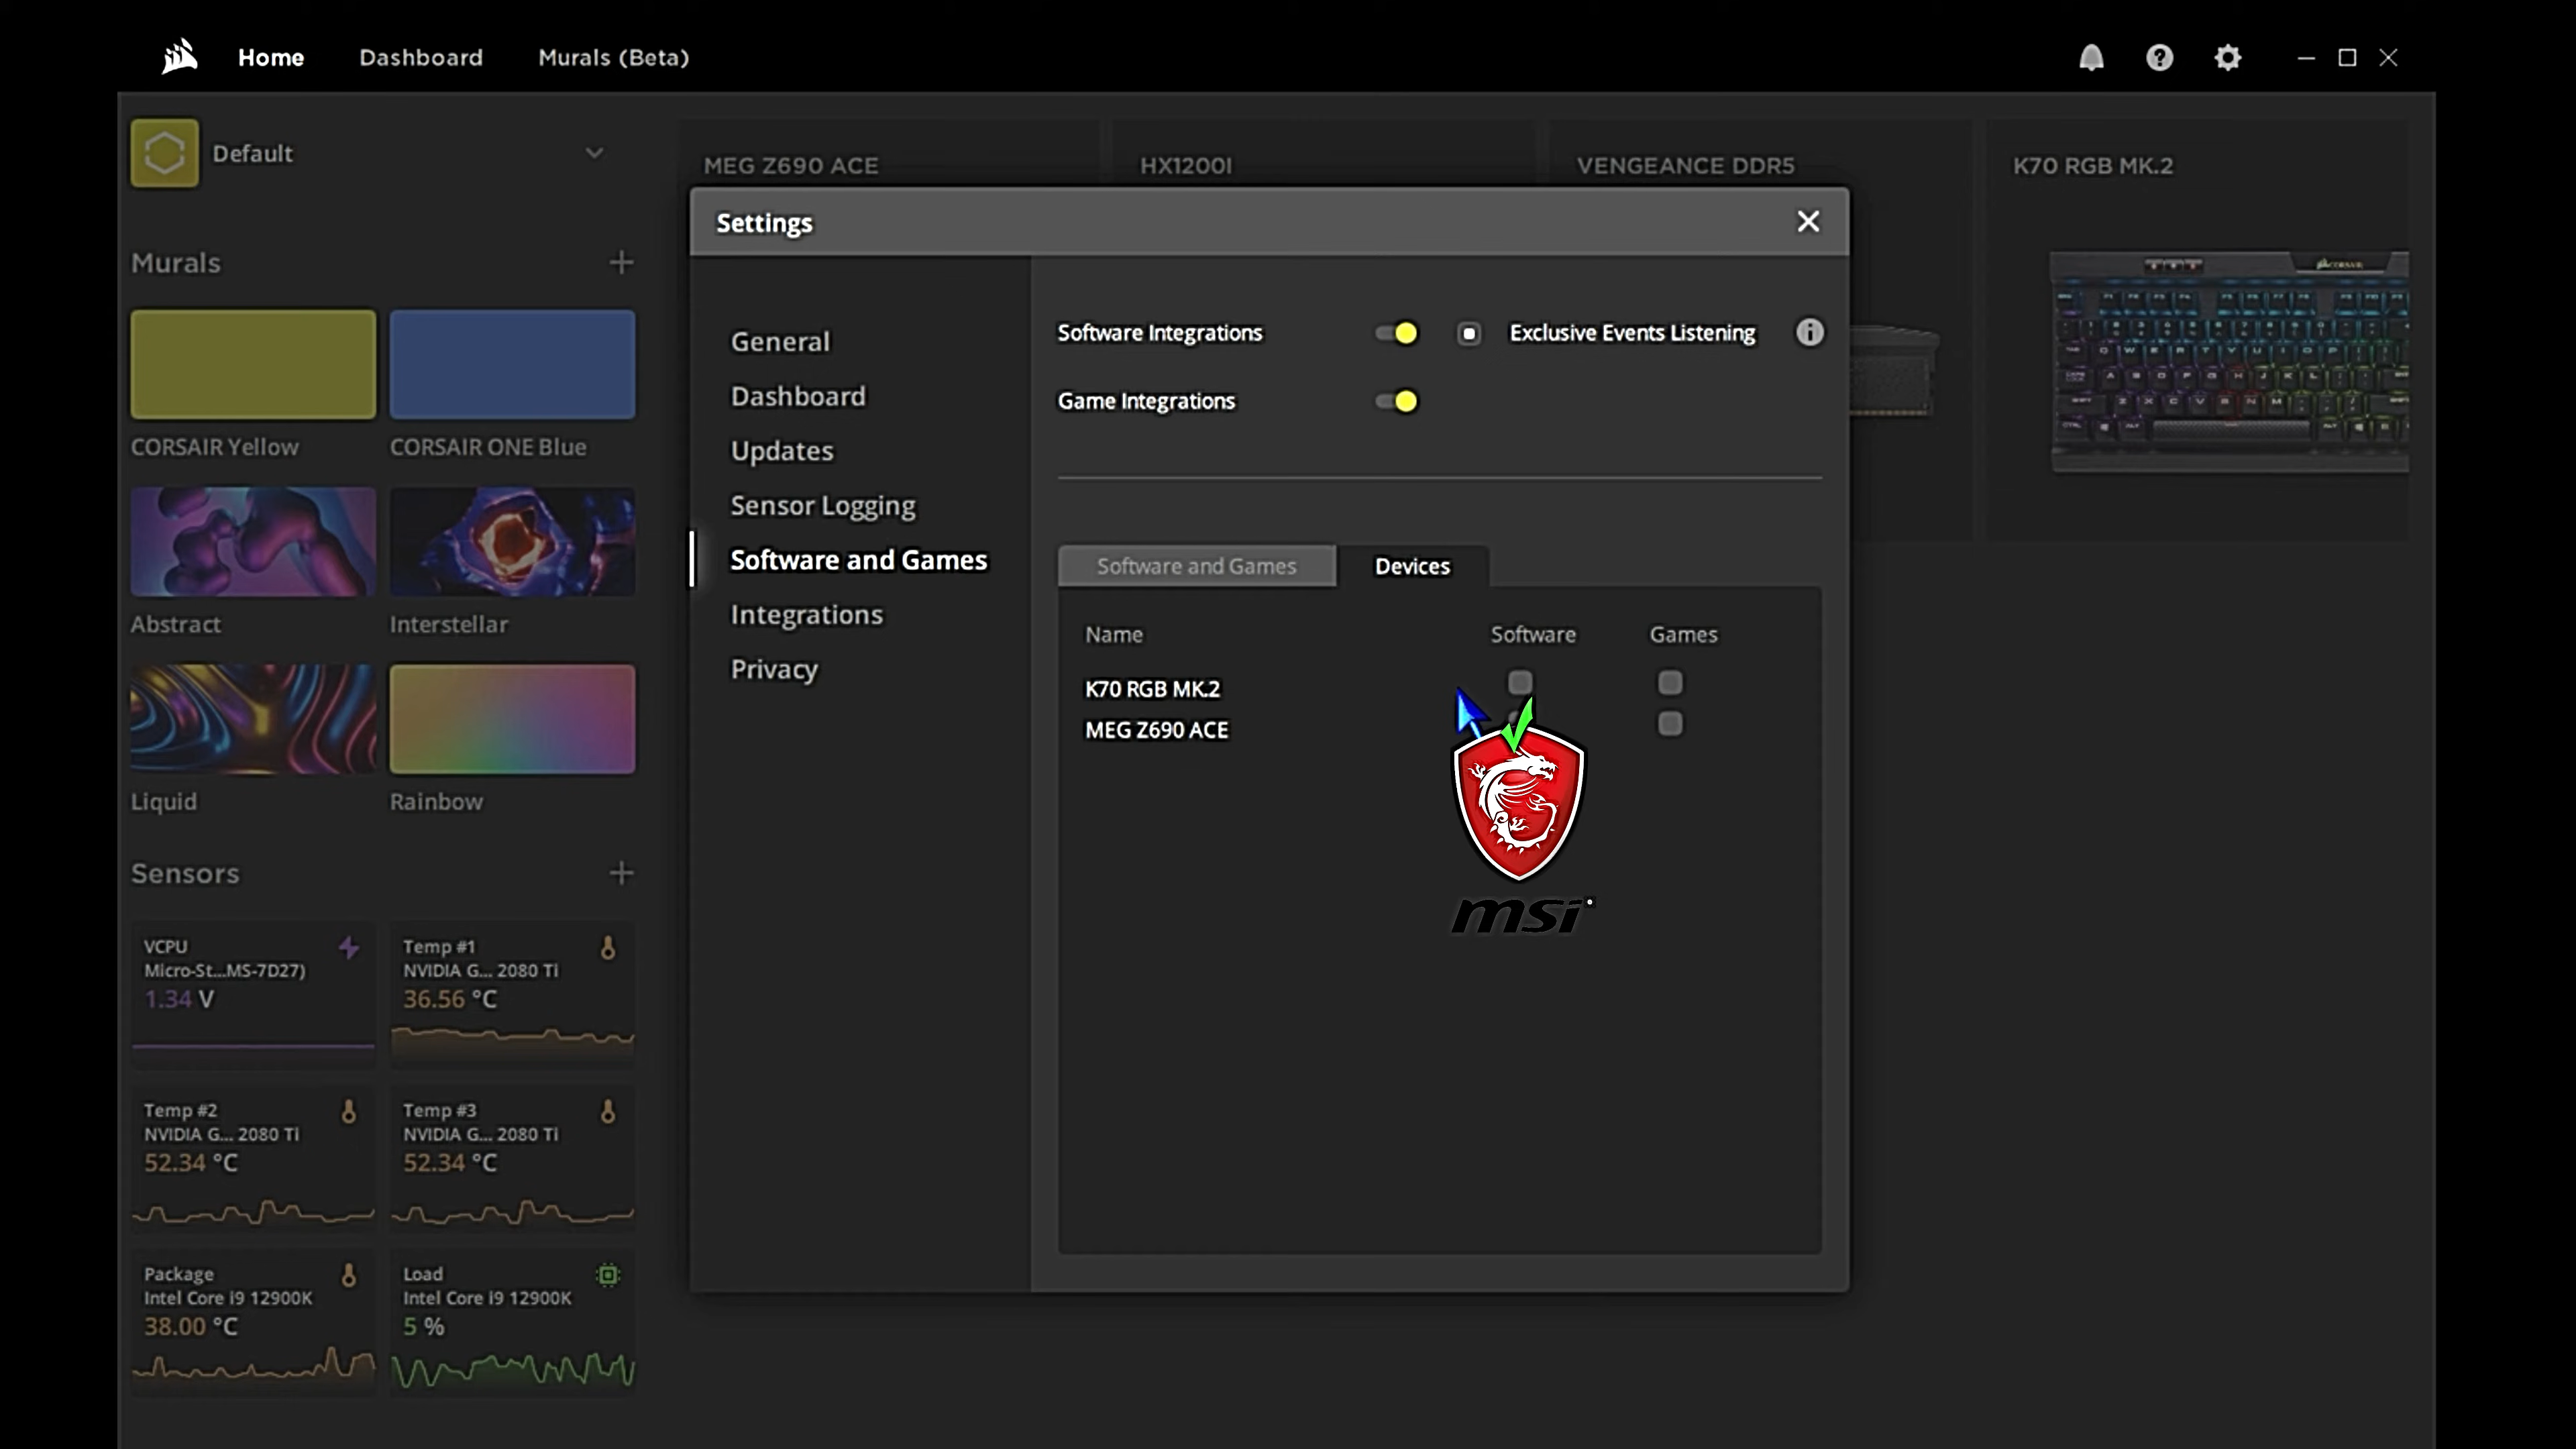 Home Dashboard Murals (Beta)
Default
MEG Z690 ACE HX1200I VENGEANCE DDR5 K70 RGB MK.2
Settings
Murals
CORSAIR Yellow CORSAIR ONE Blue
Abstract Interstellar
Liquid Rainbow
Sensors
VCPU
Micro-St...MS-7D27)
1.34 V
Temp #1
NVIDIA G... 2080 Ti
36.56 °C
Temp #2
NVIDIA G... 2080 Ti
52.34 °C
Temp #3
NVIDIA G... 2080 Ti
52.34 °C
Package
Intel Core i9 12900K
38.00 °C
Load
Intel Core i9 12900K
5 %
General
Dashboard
Updates
Sensor Logging
Software and Games
Integrations
Privacy
Software Integrations Exclusive Events Listening
Game Integrations
Software and Games Devices
Name Software Games
K70 RGB MK.2
MEG Z690 ACE
msi
CORSAIR